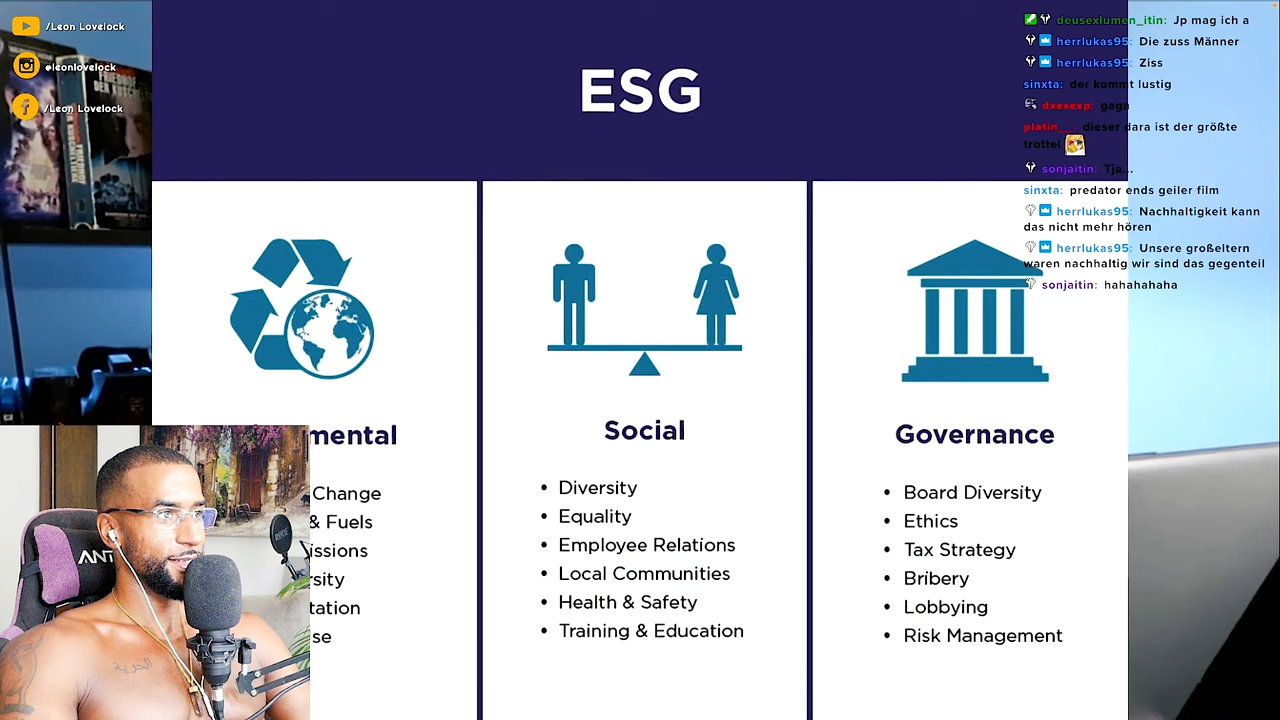 /Leon Lovelock
@leonlovelock
/Leon Lovelock
ESG
deusexlumen_itin: Jp mag ich a
herrlukas95: Die zuss Männer
herrlukas95: Ziss
sinxta: der kommt lustig
dxexexp: gaga
platin__: dieser dara ist der größte
trottel
sonjaitin: Tja...
sinxta: predator ends geiler film
herrlukas95: Nachhaltigkeit kann
das nicht mehr hören
herrlukas95: Unsere großeltern
waren nachhaltig wir sind das gegenteil
sonjaitin: hahahahaha
mental
Change
& Fuels
issions
rsity
tation
se
Social
• Diversity
• Equality
• Employee Relations
• Local Communities
• Health & Safety
• Training & Education
Governance
• Board Diversity
• Ethics
• Tax Strategy
• Bribery
• Lobbying
• Risk Management
ANT
RØDE
الحرية